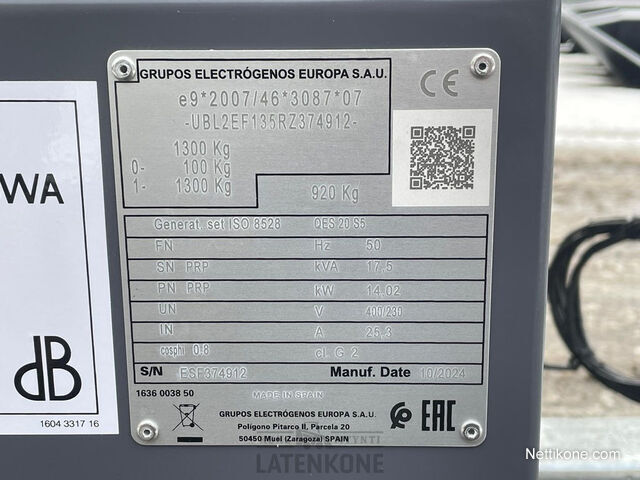 GRUPOS ELECTRÓGENOS EUROPA S.A.U.
e9*2007/46*3087*07
-UBL2EF135RZ374912-
1300 Kg
0- 100 Kg
1- 1300 Kg 920 Kg
CE
Generat. set ISO 8528 QES 20 S5
FN Hz 50
SN PRP kVA 17,5
PN PRP kW 14,02
UN V 400/230
IN A 25,3
cosphi 0.8 cl. G 2
S/N ESF374912 Manuf. Date 10/2024
1636 0038 50
MADE IN SPAIN
GRUPOS ELECTRÓGENOS EUROPA S.A.U.
Polígono Pitarco II, Parcela 20
50450 Muel (Zaragoza) SPAIN
EAC
WA
dB
1604 3317 16
LATENKONE
Nettikone.com